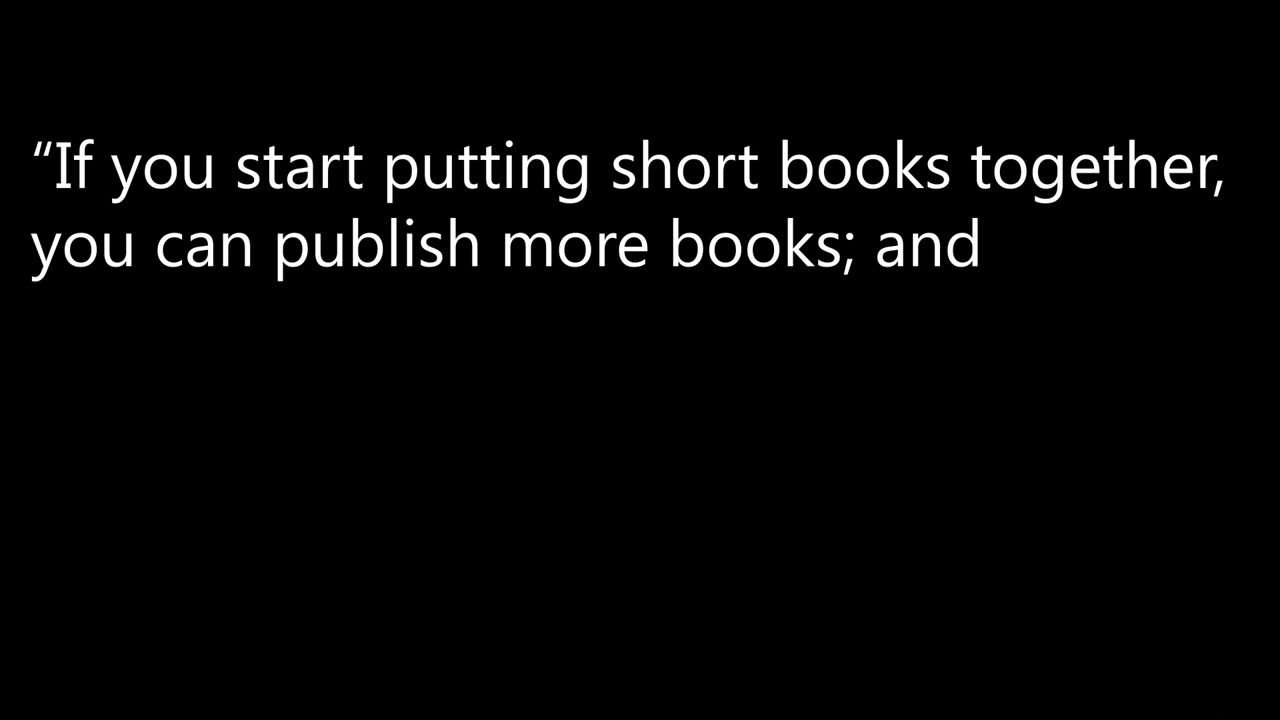 “If you start putting short books together,
you can publish more books; and